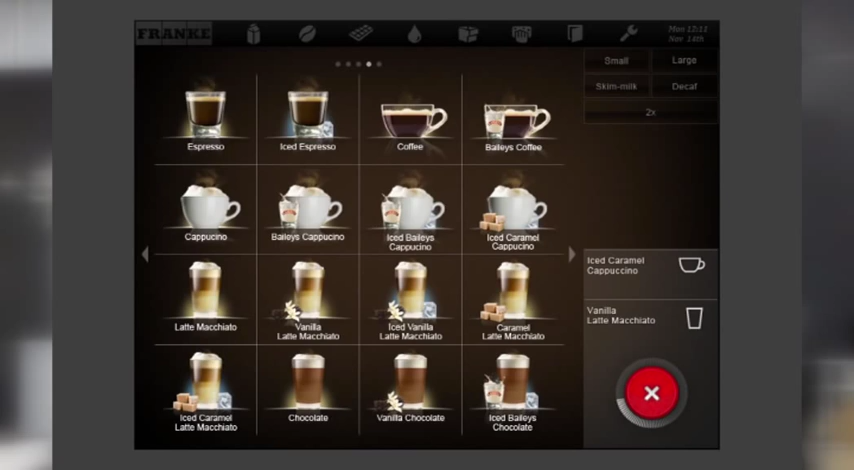 FRANKE
Mon 12:12
Nov 14th
Small
Large
Skim-milk
Decaf
2x
Espresso
Iced Espresso
Coffee
Baileys Coffee
Cappucino
Baileys Cappucino
Iced Baileys
Cappucino
Iced Caramel
Cappucino
Latte Macchiato
Vanilla
Latte Macchiato
Iced Vanilla
Latte Macchiato
Caramel
Latte Macchiato
Iced Caramel
Latte Macchiato
Chocolate
Vanilla Chocolate
Iced Baileys
Chocolate
Iced Caramel
Cappuccino
Vanilla
Latte Macchiato